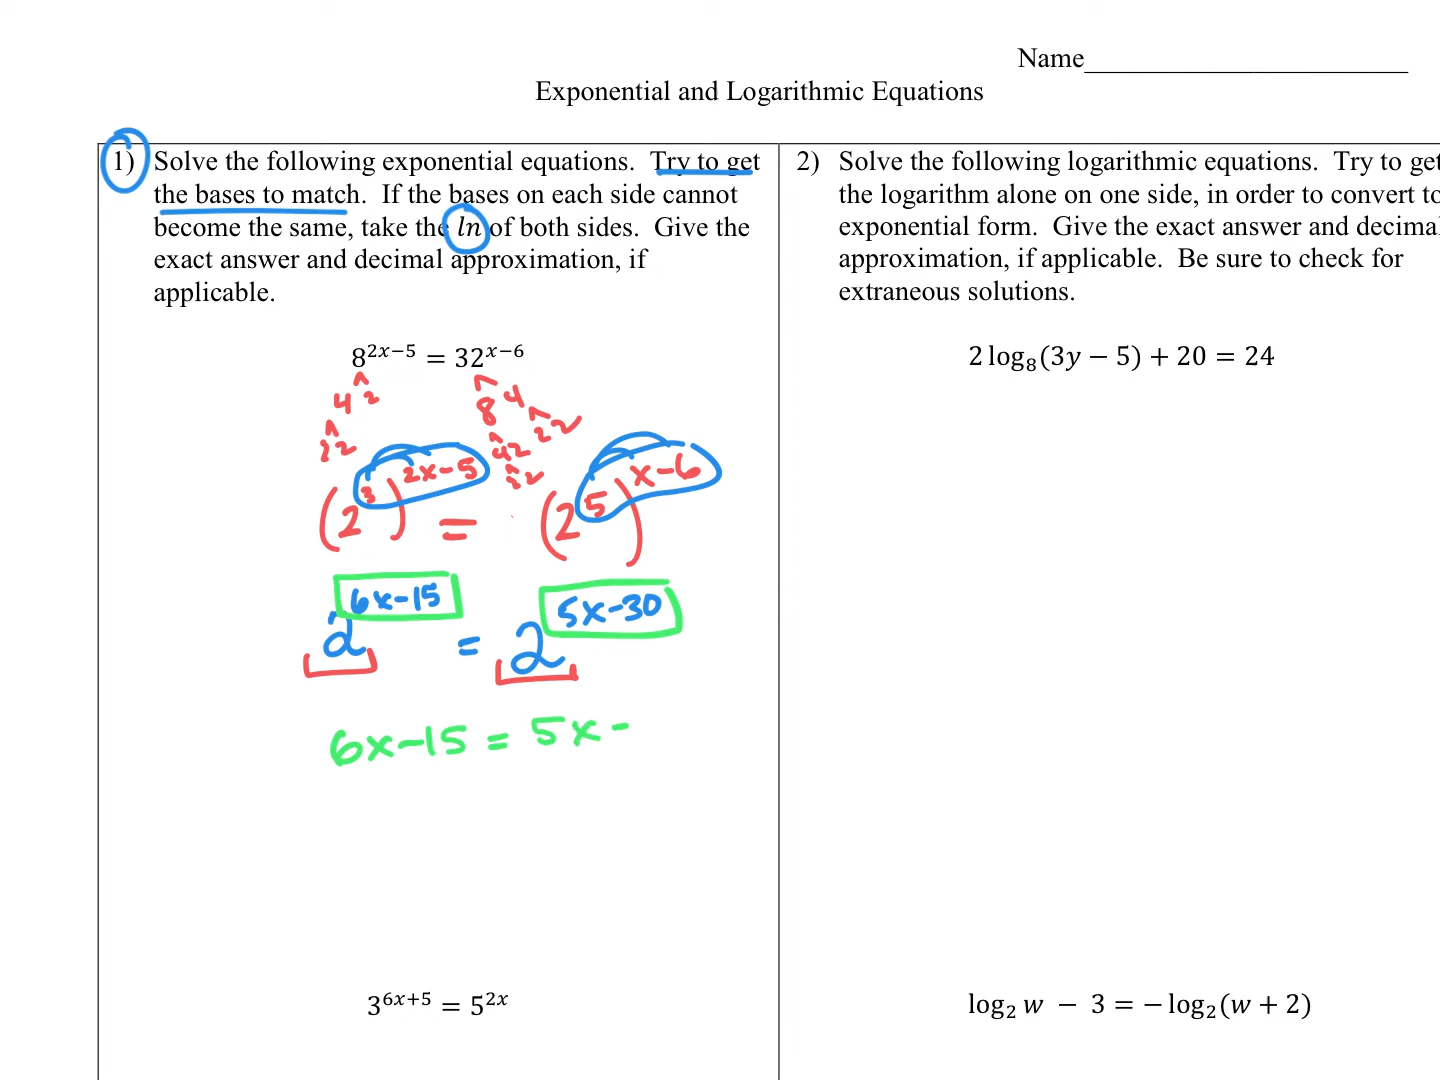 Name
Exponential and Logarithmic Equations
1) Solve the following exponential equations. Try to get
the bases to match. If the bases on each side cannot
become the same, take the ln of both sides. Give the
exact answer and decimal approximation, if
applicable.
8^{2x−5} = 32^{x−6}
4 2
2 2
8 4
4 2 2 2
2 2
(2^3)^{2x-5} = (2^5)^{x-6}
2^{6x-15} = 2^{5x-30}
6x-15 = 5x -
3^{6x+5} = 5^{2x}
2) Solve the following logarithmic equations. Try to get
the logarithm alone on one side, in order to convert to
exponential form. Give the exact answer and decimal
approximation, if applicable. Be sure to check for
extraneous solutions.
2 log₈(3y − 5) + 20 = 24
log₂ w − 3 = − log₂(w + 2)